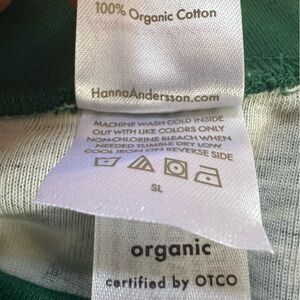 100% Organic Cotton
HannaAndersson.com
MACHINE WASH COLD INSIDE
OUT WITH LIKE COLORS ONLY
NON-CHLORINE BLEACH WHEN
NEEDED TUMBLE DRY LOW
COOL IRON ON REVERSE SIDE
SL
organic
certified by OTCO